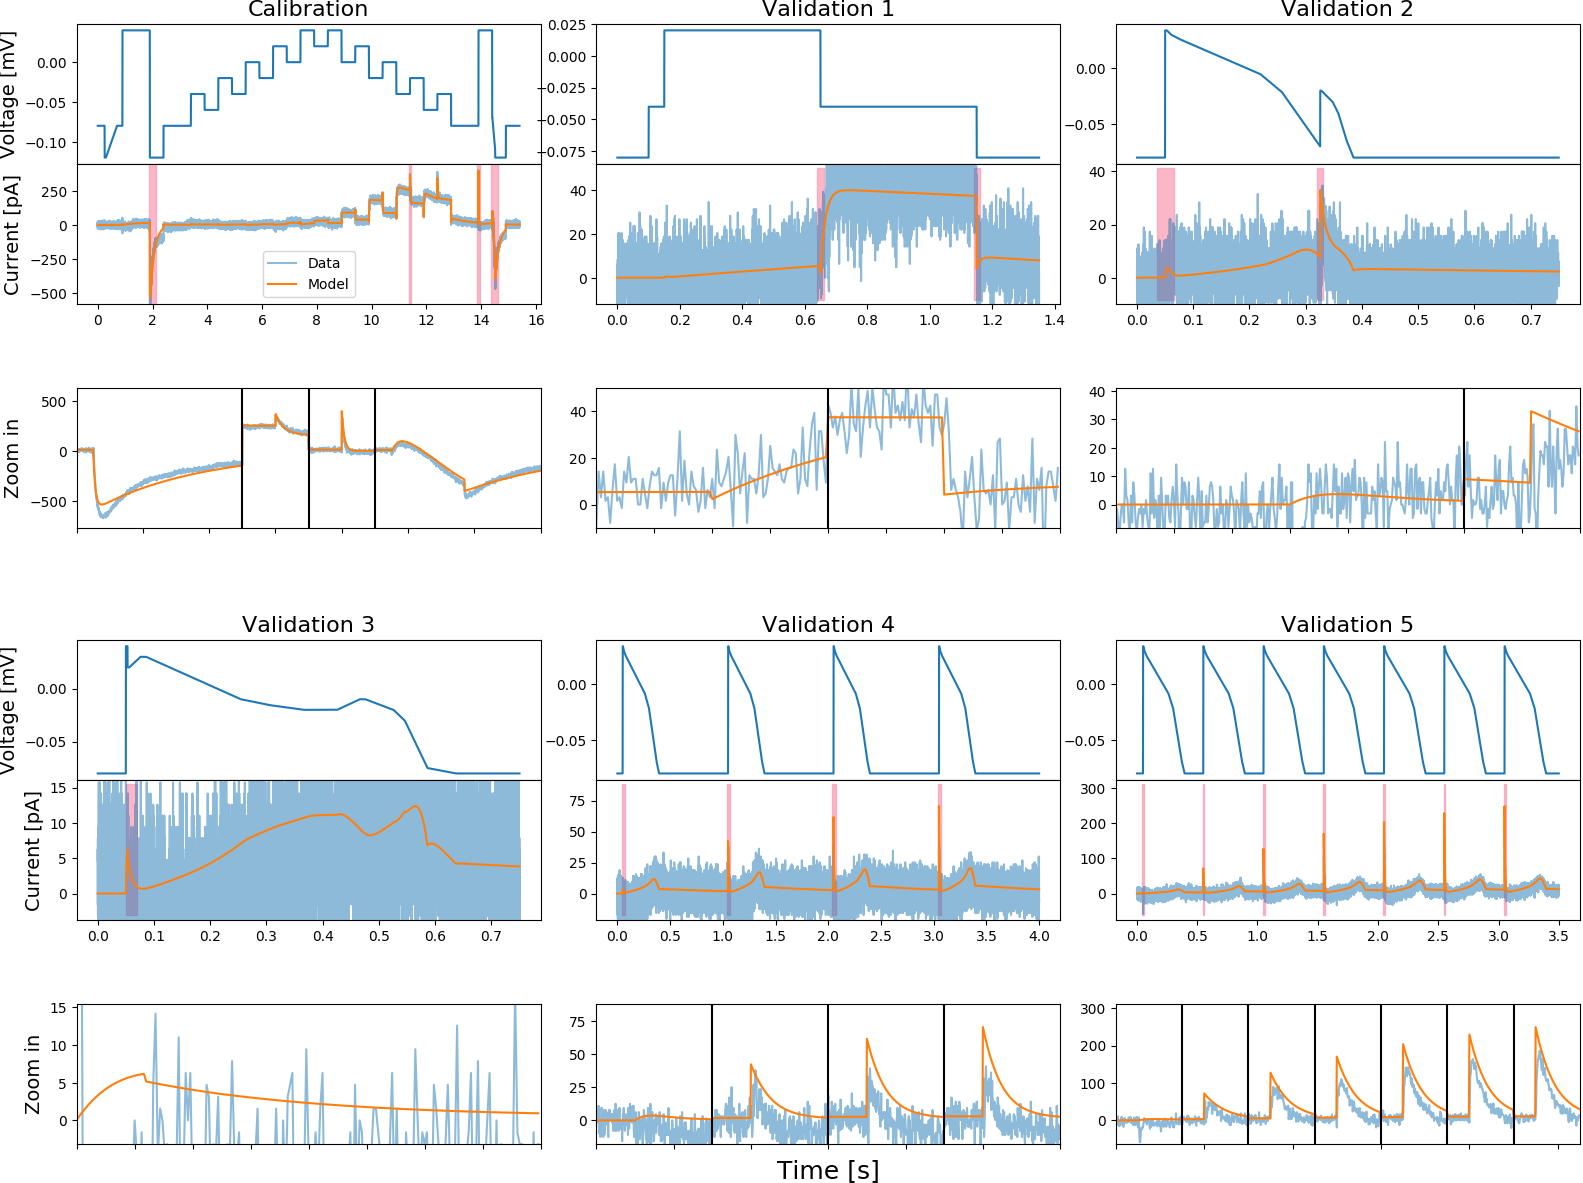 Calibration
Validation 1
Validation 2
Voltage [mV]
0.00
−0.05
−0.10
0.025
0.000
−0.025
−0.050
−0.075
0.00
−0.05
Current [pA]
250
0
−250
−500
Data
Model
40
20
0
40
20
0
0 2 4 6 8 10 12 14 16
0.0 0.2 0.4 0.6 0.8 1.0 1.2 1.4
0.0 0.1 0.2 0.3 0.4 0.5 0.6 0.7
Zoom in
500
0
−500
40
20
0
40
30
20
10
0
Validation 3
Validation 4
Validation 5
Voltage [mV]
0.00
−0.05
0.00
−0.05
0.00
−0.05
Current [pA]
15
10
5
0
75
50
25
0
300
200
100
0
0.0 0.1 0.2 0.3 0.4 0.5 0.6 0.7
0.0 0.5 1.0 1.5 2.0 2.5 3.0 3.5 4.0
0.0 0.5 1.0 1.5 2.0 2.5 3.0 3.5
Zoom in
15
10
5
0
75
50
25
0
300
200
100
0
Time [s]